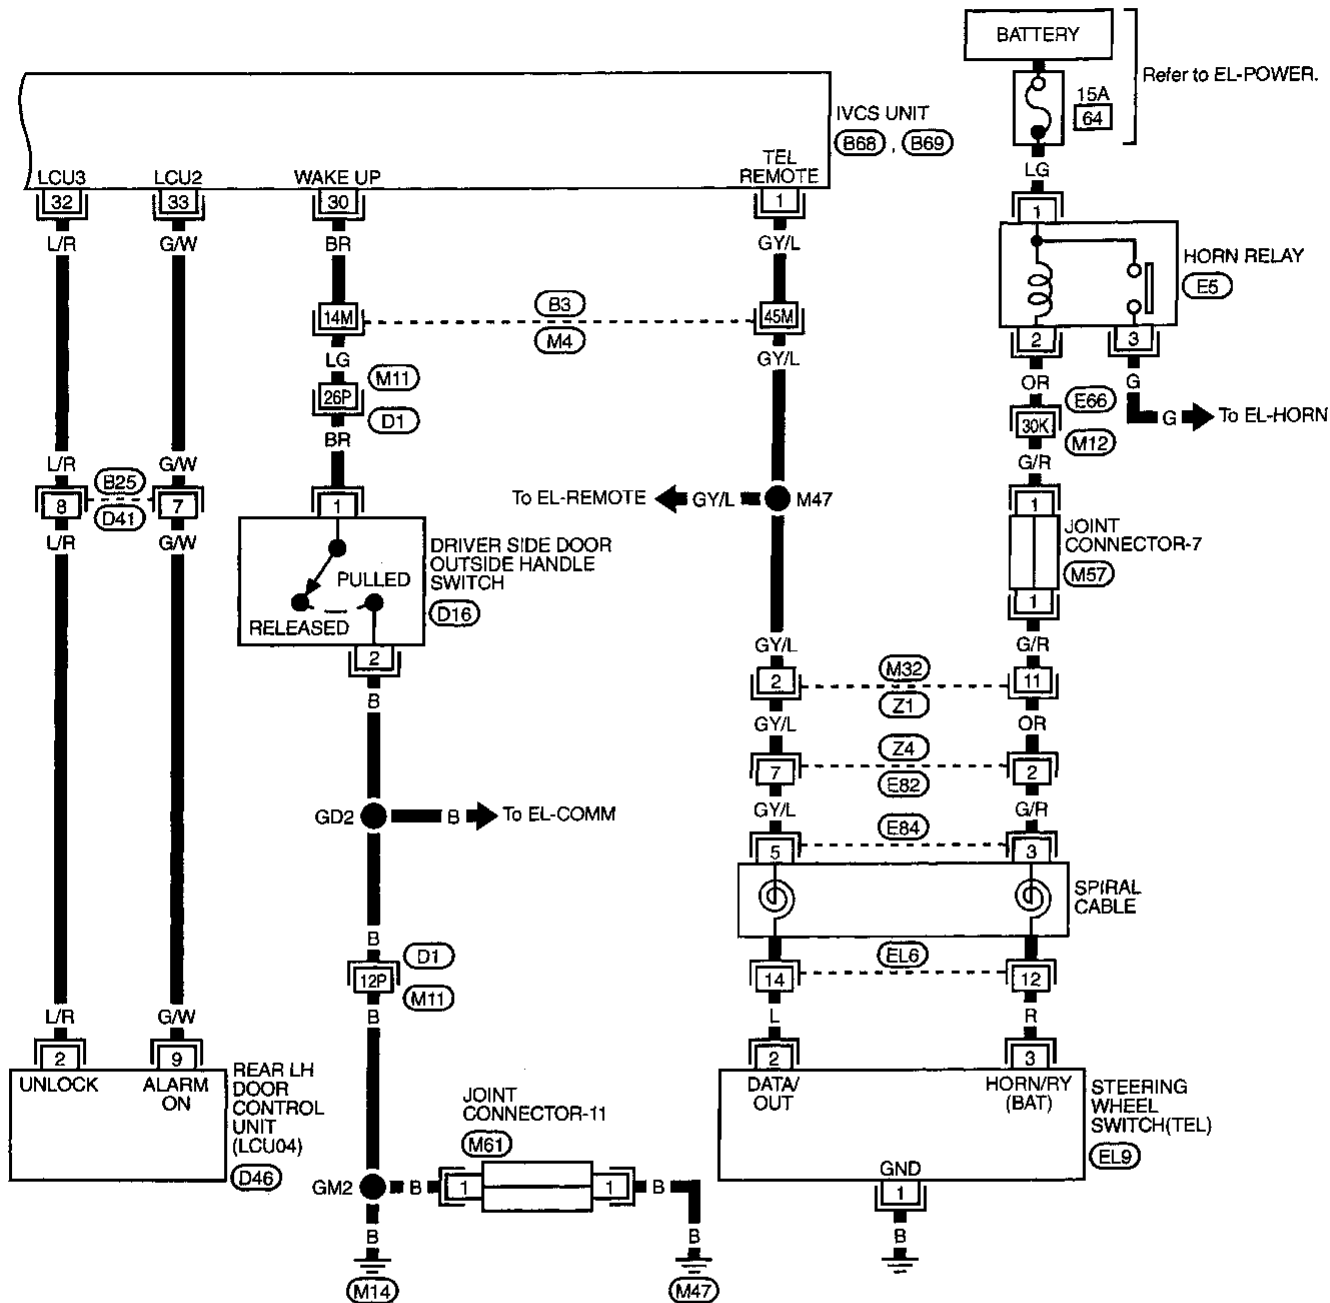 BATTERY
Refer to EL-POWER.
15A
64
IVCS UNIT
B68 , B69
LCU3
LCU2
WAKE UP
TEL
REMOTE
32
33
30
1
L/R
G/W
BR
GY/L
LG
1
HORN RELAY
E5
2
3
14M
B3
M4
45M
LG
M11
26P
D1
BR
GY/L
OR
G
E66
30K
M12
G
To EL-HORN
G/R
L/R
G/W
8
B25
D41
7
L/R
G/W
1
To EL-REMOTE
GY/L
M47
1
JOINT
CONNECTOR-7
M57
1
DRIVER SIDE DOOR
OUTSIDE HANDLE
SWITCH
D16
PULLED
RELEASED
2
B
GY/L
G/R
2
M32
Z1
11
GY/L
OR
7
Z4
E82
2
GY/L
G/R
5
E84
3
GD2
B
To EL-COMM
SPIRAL
CABLE
B
D1
12P
M11
B
14
EL6
12
L
R
L/R
G/W
2
9
UNLOCK
ALARM
ON
REAR LH
DOOR
CONTROL
UNIT
(LCU04)
D46
2
3
DATA/
OUT
HORN/RY
(BAT)
STEERING
WHEEL
SWITCH(TEL)
EL9
GND
1
B
JOINT
CONNECTOR-11
M61
GM2
B
1
1
B
B
B
M14
M47